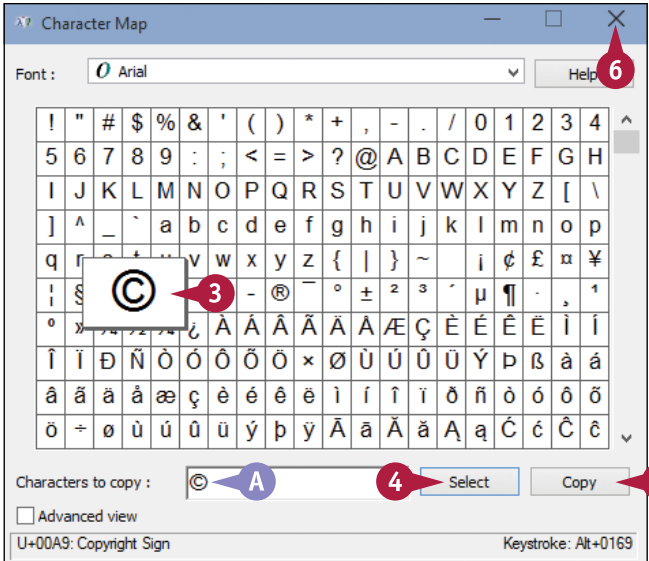 Character Map
Font : O Arial Help
6
! " # $ % & ' ( ) * + , - . / 0 1 2 3 4
5 6 7 8 9 : ; < = > ? @ A B C D E F G H
I J K L M N O P Q R S T U V W X Y Z [ \
] ^ _ ` a b c d e f g h i j k l m n o p
q v w x y z { | } ~ ¡ ¢ £ ¤ ¥
¦ § © 3 - ® ¯ ° ± ² ³ ´ µ ¶ · ¸ ¹
º » ¿ À Á Â Ã Ä Å Æ Ç È É Ê Ë Ì Í
Î Ï Ð Ñ Ò Ó Ô Õ Ö × Ø Ù Ú Û Ü Ý Þ ß à á
â ã ä å æ ç è é ê ë ì í î ï ð ñ ò ó ô õ
ö ÷ ø ù ú û ü ý þ ÿ Ā ā Ă ă Ą ą Ć ć Ĉ ĉ
Characters to copy : © A 4 Select Copy
Advanced view
U+00A9: Copyright Sign Keystroke: Alt+0169